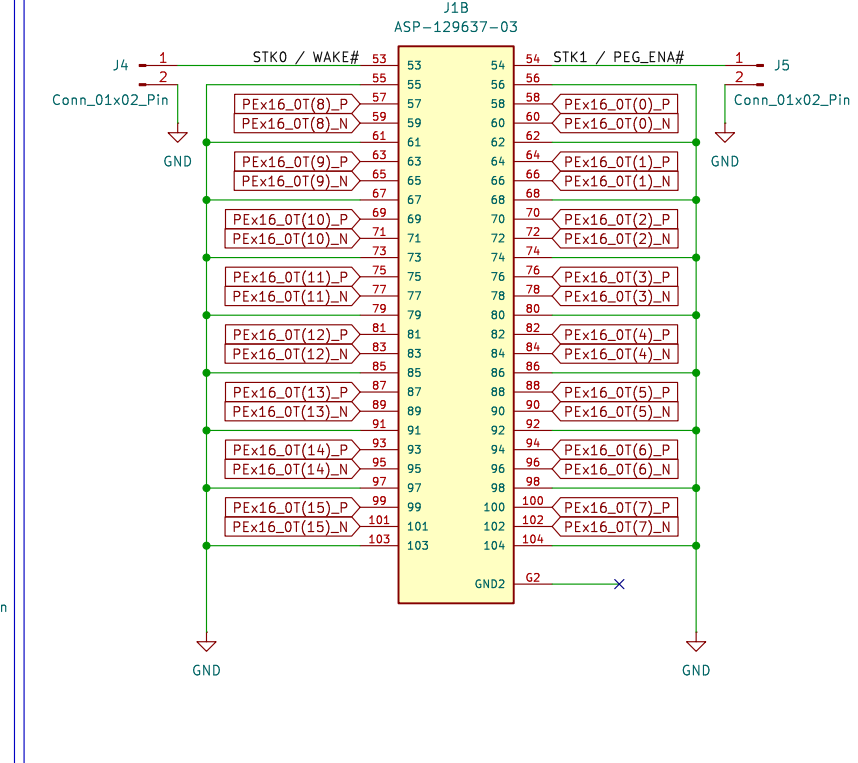 J1B
ASP-129637-03
J4 1 STK0 / WAKE# 53 53 54 54 STK1 / PEG_ENA# 1 J5
2 55 55 56 56 2
Conn_01x02_Pin PEx16_0T(8)_P 57 57 58 58 PEx16_0T(0)_P Conn_01x02_Pin
PEx16_0T(8)_N 59 59 60 60 PEx16_0T(0)_N
61 61 62 62
GND PEx16_0T(9)_P 63 63 64 64 PEx16_0T(1)_P GND
PEx16_0T(9)_N 65 65 66 66 PEx16_0T(1)_N
67 67 68 68
PEx16_0T(10)_P 69 69 70 70 PEx16_0T(2)_P
PEx16_0T(10)_N 71 71 72 72 PEx16_0T(2)_N
73 73 74 74
PEx16_0T(11)_P 75 75 76 76 PEx16_0T(3)_P
PEx16_0T(11)_N 77 77 78 78 PEx16_0T(3)_N
79 79 80 80
PEx16_0T(12)_P 81 81 82 82 PEx16_0T(4)_P
PEx16_0T(12)_N 83 83 84 84 PEx16_0T(4)_N
85 85 86 86
PEx16_0T(13)_P 87 87 88 88 PEx16_0T(5)_P
PEx16_0T(13)_N 89 89 90 90 PEx16_0T(5)_N
91 91 92 92
PEx16_0T(14)_P 93 93 94 94 PEx16_0T(6)_P
PEx16_0T(14)_N 95 95 96 96 PEx16_0T(6)_N
97 97 98 98
PEx16_0T(15)_P 99 99 100 100 PEx16_0T(7)_P
PEx16_0T(15)_N 101 101 102 102 PEx16_0T(7)_N
103 103 104 104
GND2 G2
n
GND GND